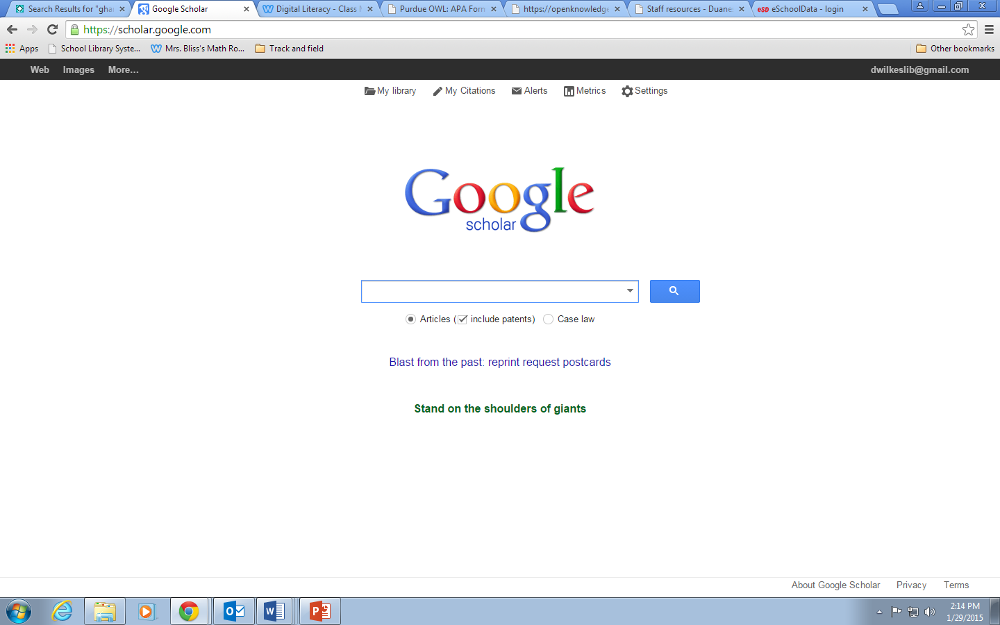 Search Results for "gha
Google Scholar
Digital Literacy - Class
Purdue OWL: APA Form
https://openknowledge
Staff resources - Duane
esd eSchoolData - login
https://scholar.google.com
Apps School Library Syste... Mrs. Bliss's Math Ro... Track and field Other bookmarks
Web Images More... dwilkeslib@gmail.com
My library My Citations Alerts Metrics Settings
Google
scholar
Articles (include patents) Case law
Blast from the past: reprint request postcards
Stand on the shoulders of giants
About Google Scholar Privacy Terms
2:14 PM
1/29/2015